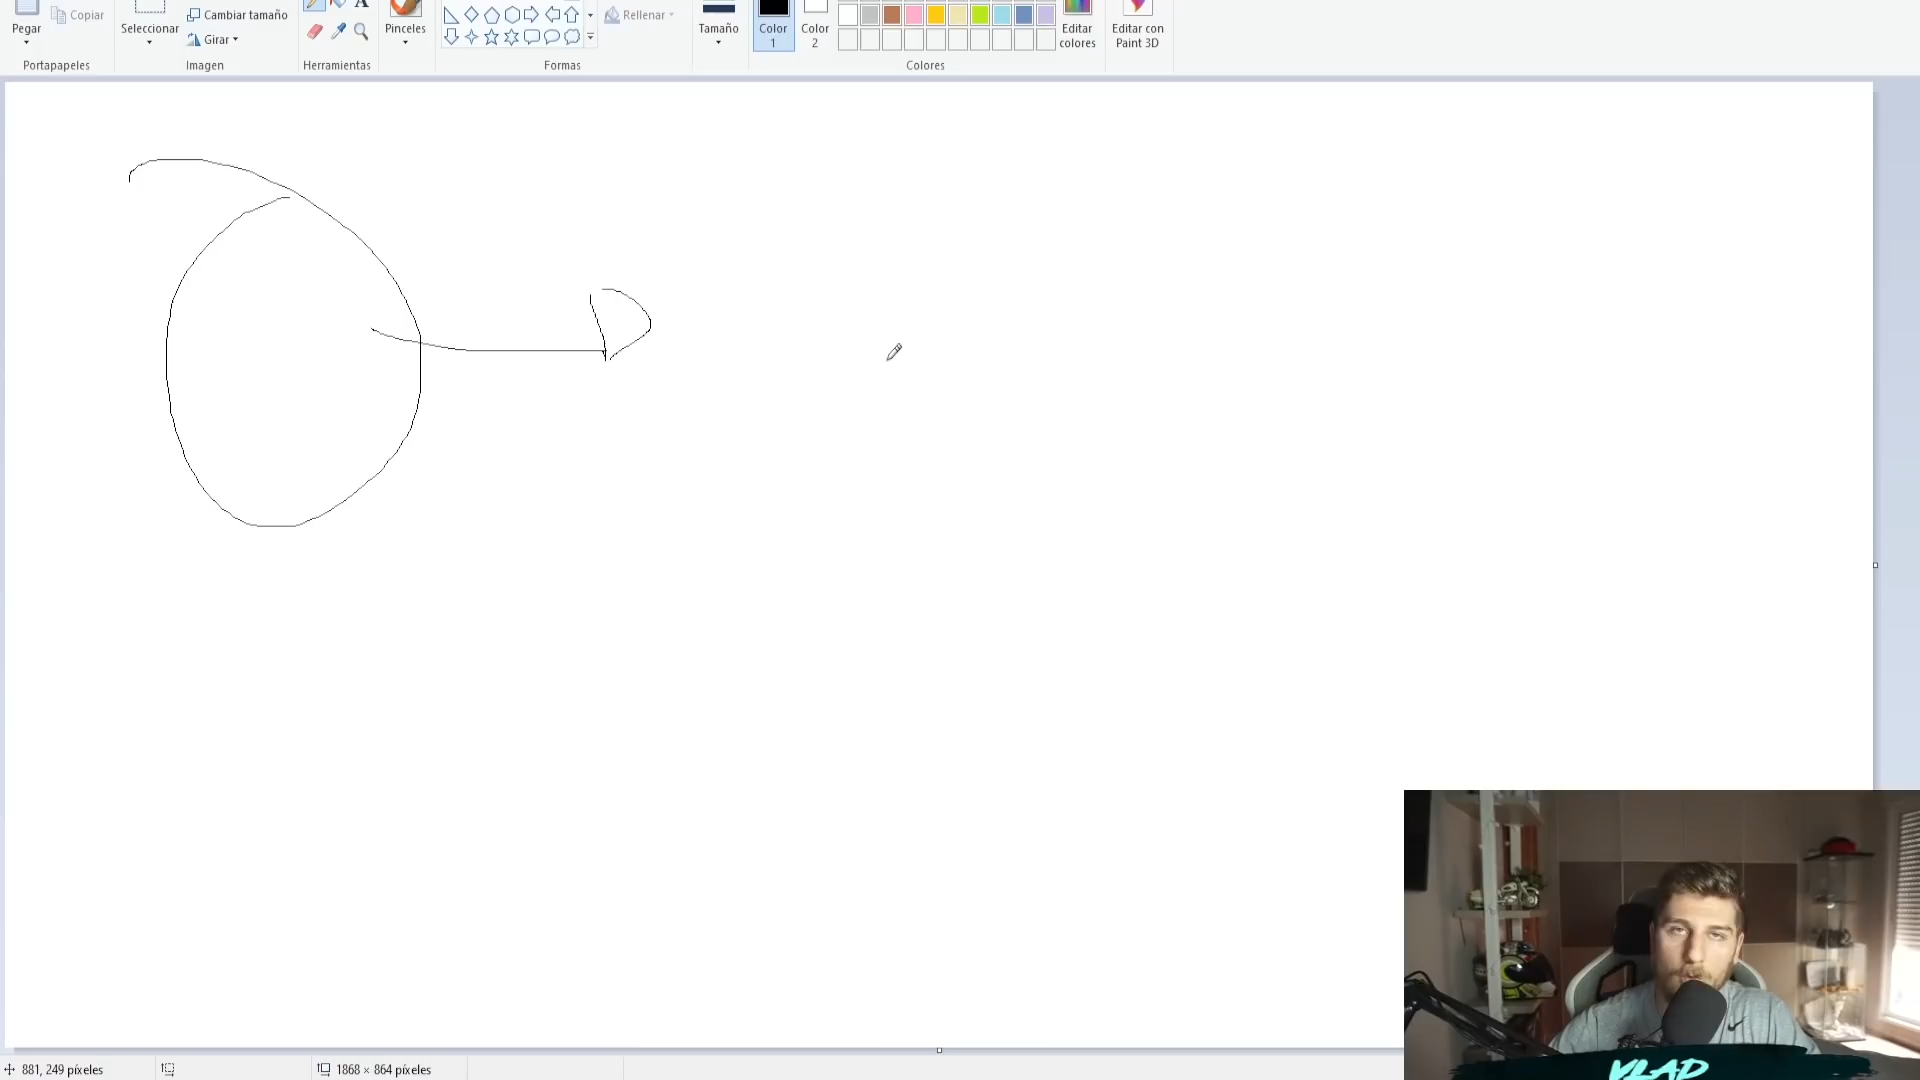 Pegar
Copiar
Portapapeles
Seleccionar
Cambiar tamaño
Girar
Imagen
A
Herramientas
Pinceles
Rellenar
Formas
Tamaño
Color
1
Color
2
Colores
Editar
colores
Editar con
Paint 3D
881, 249 píxeles
1868 × 864 píxeles
VLAD